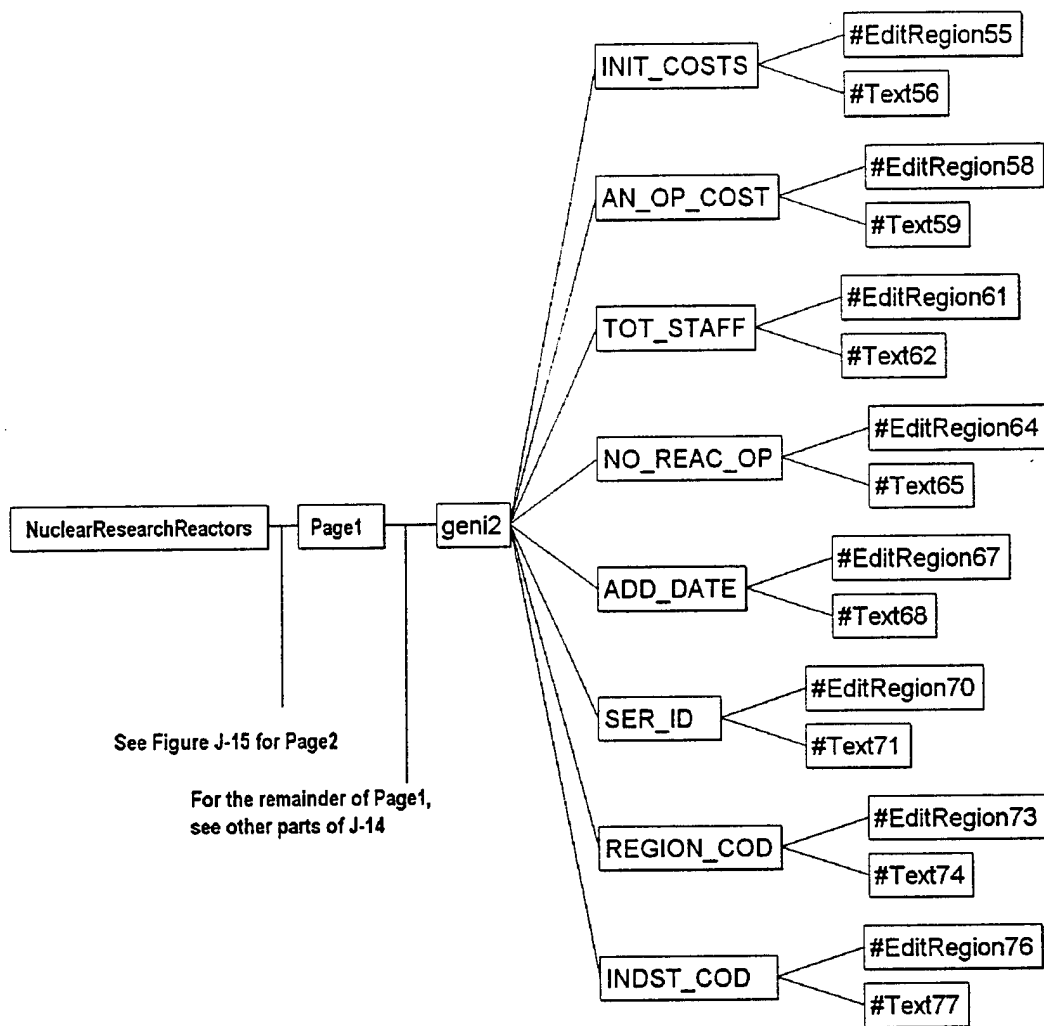 #EditRegion55
INIT_COSTS
#Text56
#EditRegion58
AN_OP_COST
#Text59
#EditRegion61
TOT_STAFF
#Text62
#EditRegion64
NO_REAC_OP
#Text65
NuclearResearchReactors
Page1
geni2
#EditRegion67
ADD_DATE
#Text68
#EditRegion70
SER_ID
#Text71
See Figure J-15 for Page2
For the remainder of Page1,
see other parts of J-14
#EditRegion73
REGION_COD
#Text74
#EditRegion76
INDST_COD
#Text77